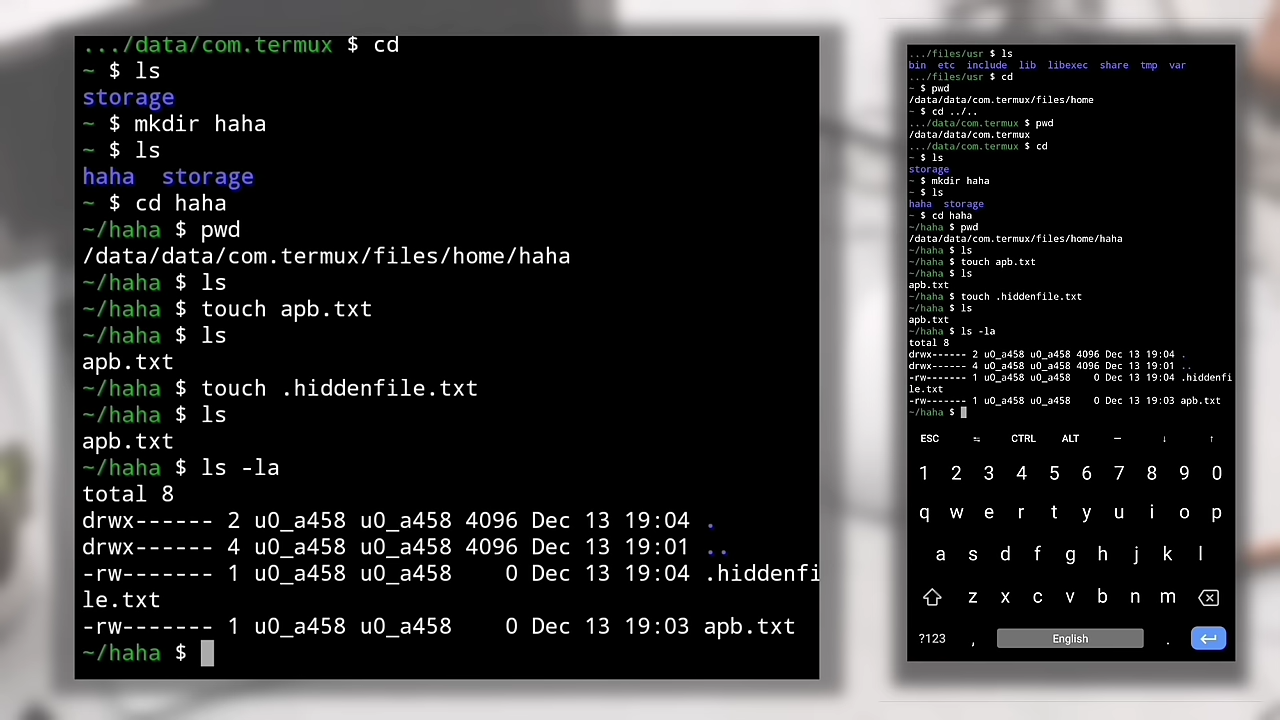 .../data/com.termux $ cd
~ $ ls
storage
~ $ mkdir haha
~ $ ls
haha  storage
~ $ cd haha
~/haha $ pwd
/data/data/com.termux/files/home/haha
~/haha $ ls
~/haha $ touch apb.txt
~/haha $ ls
apb.txt
~/haha $ touch .hiddenfile.txt
~/haha $ ls
apb.txt
~/haha $ ls -la
total 8
drwx------ 2 u0_a458 u0_a458 4096 Dec 13 19:04 .
drwx------ 4 u0_a458 u0_a458 4096 Dec 13 19:01 ..
-rw------- 1 u0_a458 u0_a458    0 Dec 13 19:04 .hiddenfi
le.txt
-rw------- 1 u0_a458 u0_a458    0 Dec 13 19:03 apb.txt
~/haha $
.../files/usr $ ls
bin  etc  include  lib  libexec  share  tmp  var
.../files/usr $ cd
~ $ pwd
/data/data/com.termux/files/home
~ $ cd ../..
.../data/com.termux $ pwd
/data/data/com.termux
.../data/com.termux $ cd
~ $ ls
storage
~ $ mkdir haha
~ $ ls
haha  storage
~ $ cd haha
~/haha $ pwd
/data/data/com.termux/files/home/haha
~/haha $ ls
~/haha $ touch apb.txt
~/haha $ ls
apb.txt
~/haha $ touch .hiddenfile.txt
~/haha $ ls
apb.txt
~/haha $ ls -la
total 8
drwx------ 2 u0_a458 u0_a458 4096 Dec 13 19:04 .
drwx------ 4 u0_a458 u0_a458 4096 Dec 13 19:01 ..
-rw------- 1 u0_a458 u0_a458    0 Dec 13 19:04 .hiddenfi
le.txt
-rw------- 1 u0_a458 u0_a458    0 Dec 13 19:03 apb.txt
~/haha $
ESC ⇆ CTRL ALT — ↓ ↑
1 2 3 4 5 6 7 8 9 0
q w e r t y u i o p
a s d f g h j k l
z x c v b n m
?123 , English .